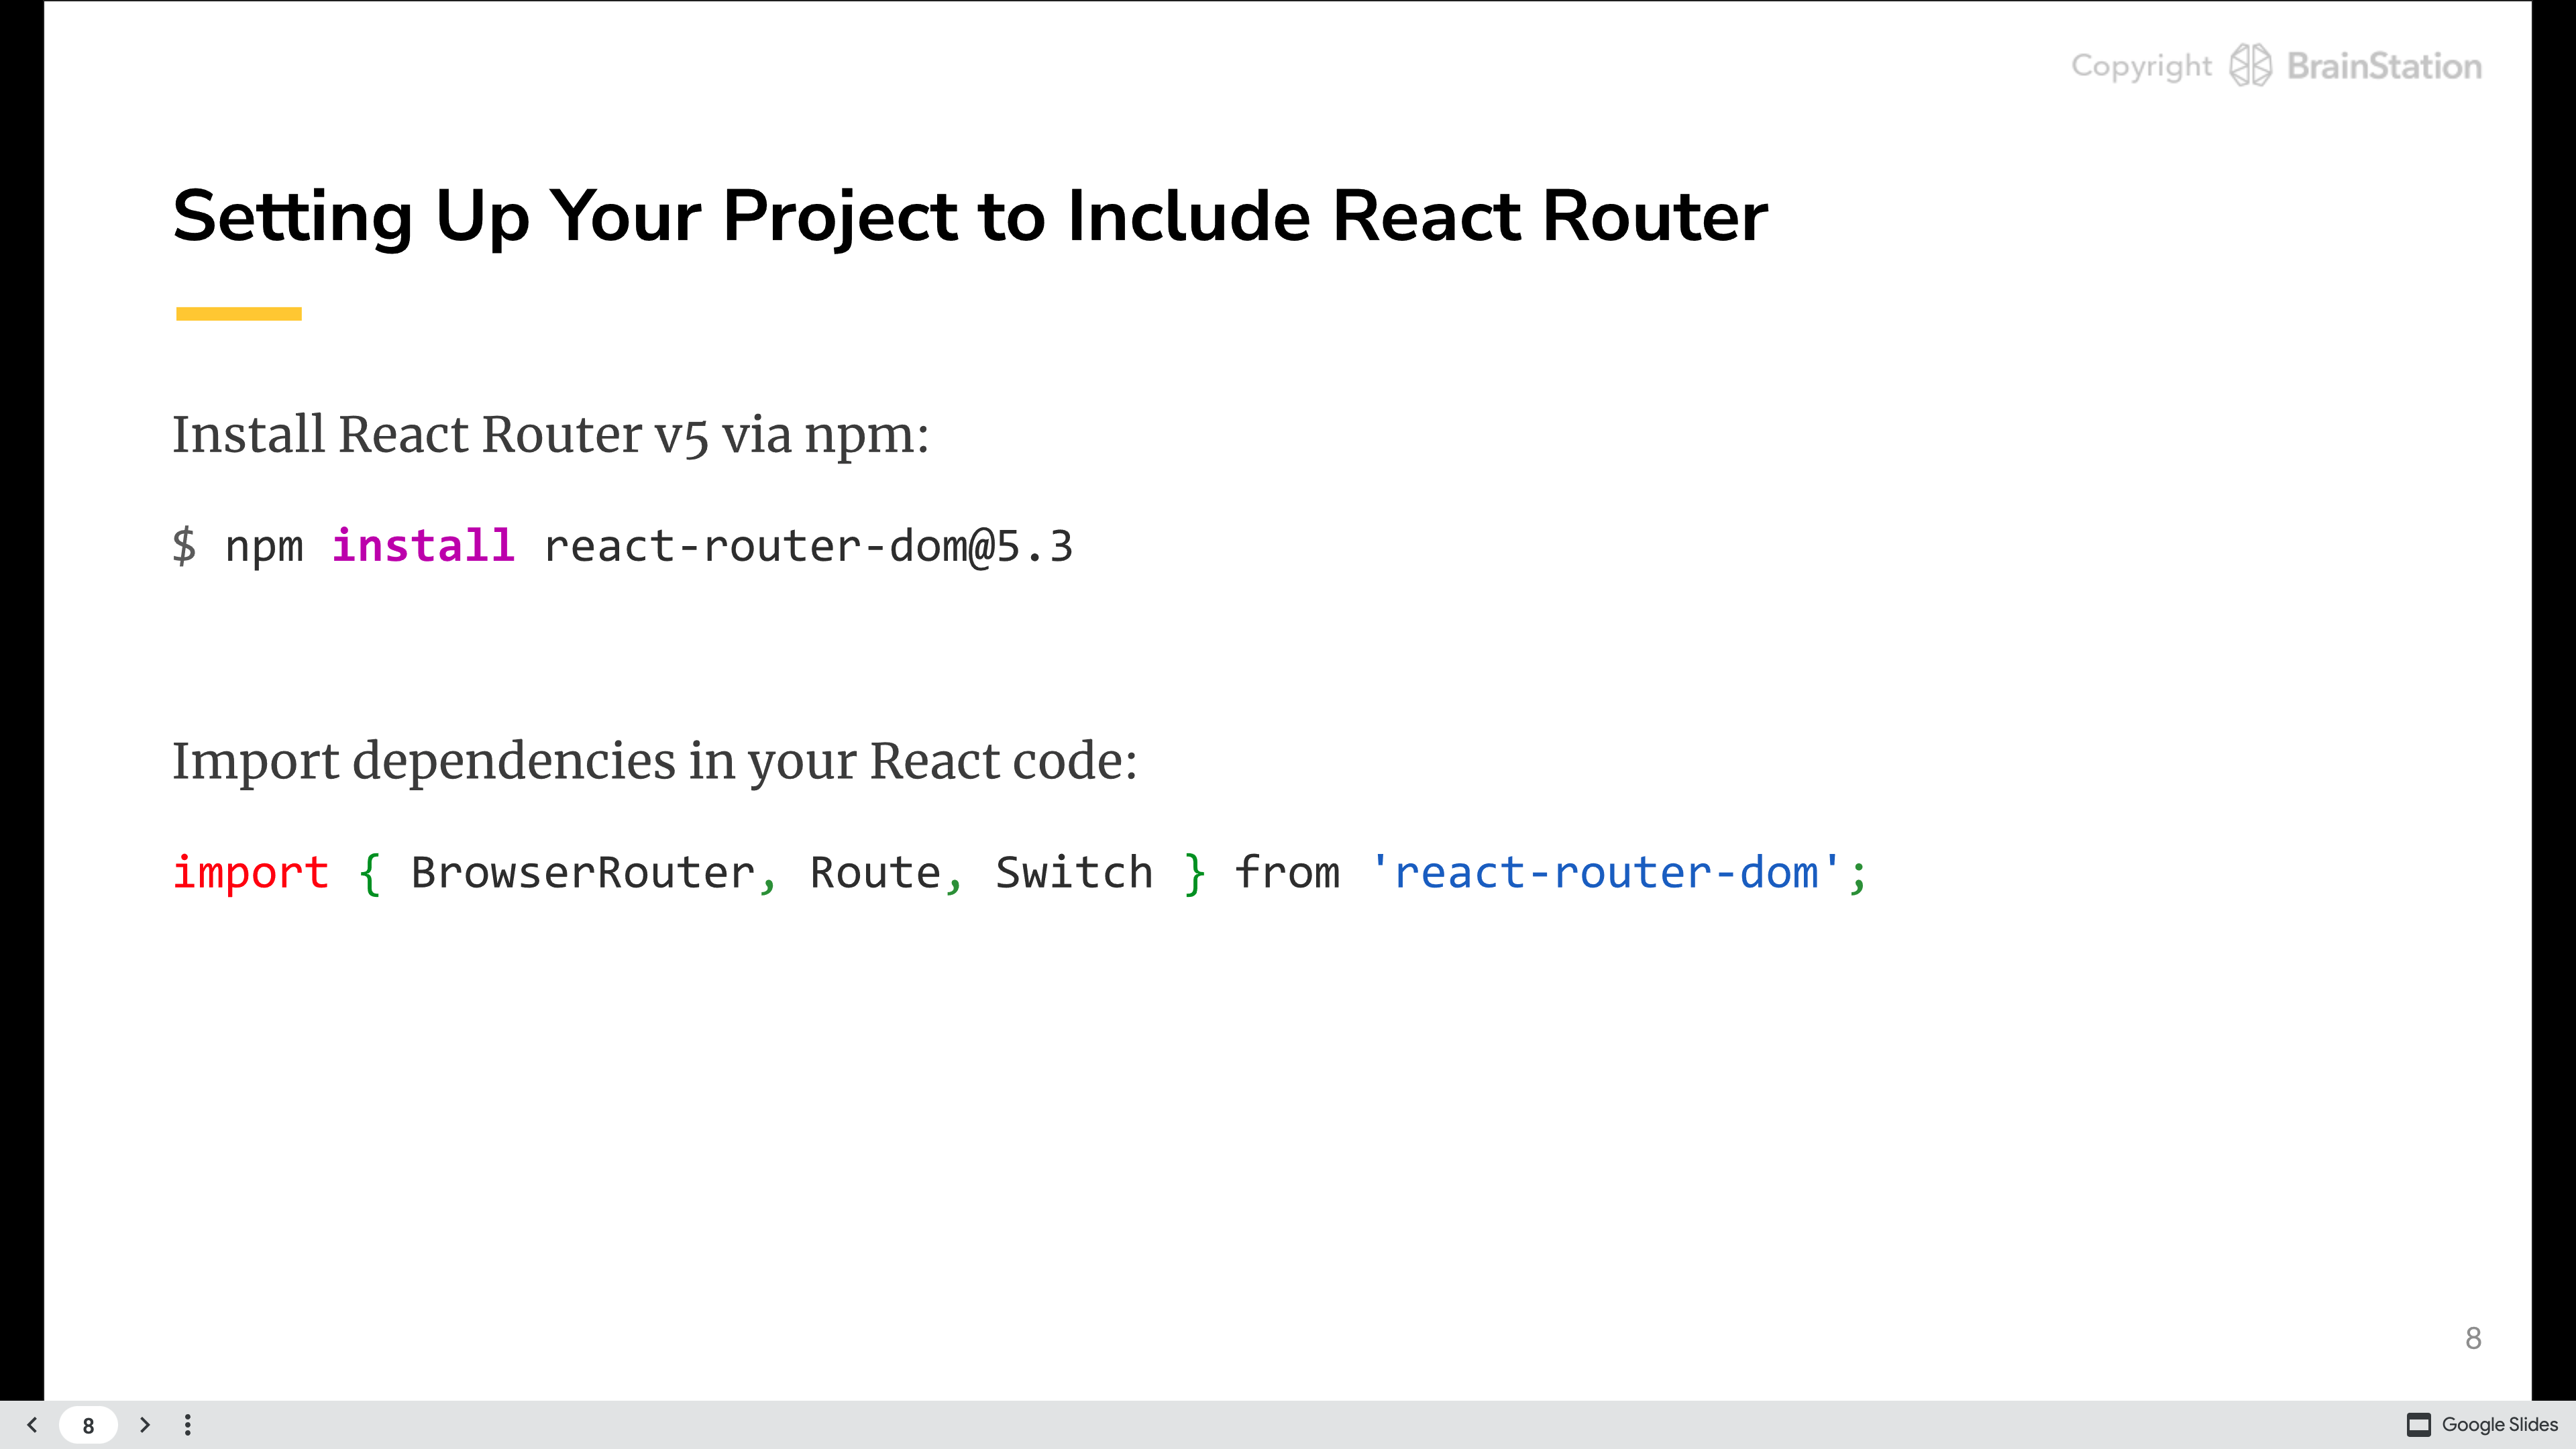 Copyright BrainStation
Setting Up Your Project to Include React Router
Install React Router v5 via npm:
$ npm install react-router-dom@5.3
Import dependencies in your React code:
import { BrowserRouter, Route, Switch } from 'react-router-dom';
8
8
Google Slides